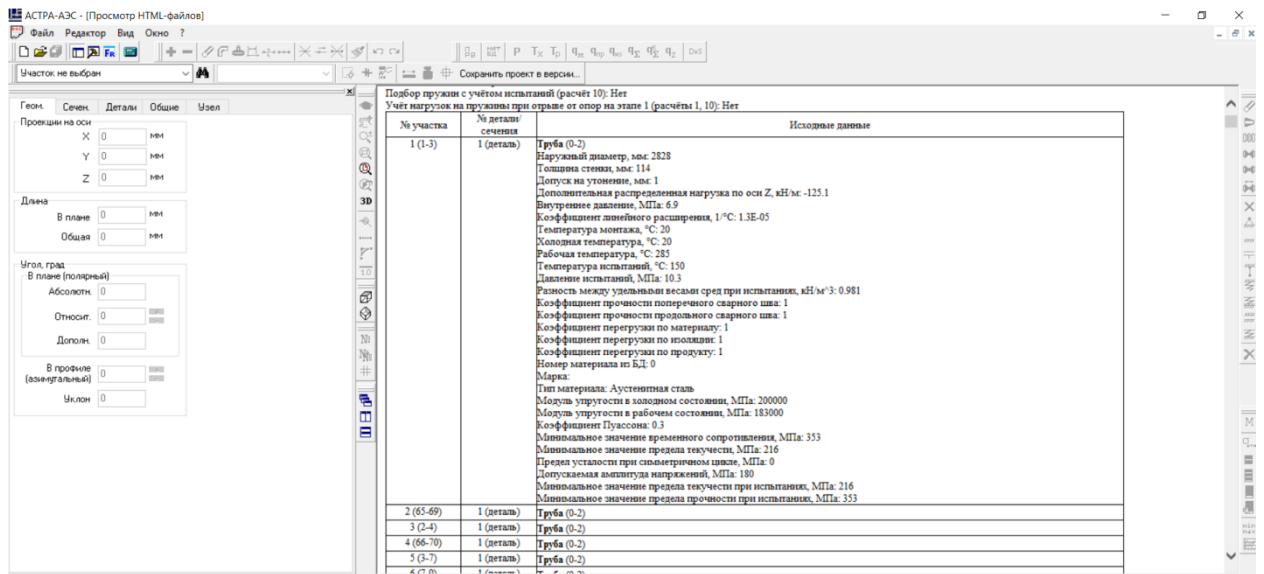 АСТРА-АЭС - [Просмотр HTML-файлов]
Файл Редактор Вид Окно ?
FR P Tx Tp qΣ qΣ qz DxS
Участок не выбран Сохранить проект в версии...
Геом. Сечен. Детали Общие Узел
Проекции на оси
X 0 мм
Y 0 мм
Z 0 мм
Длина
В плане 0 мм
Общая 0 мм
Угол, град
В плане (полярный)
Абсолютн. 0
Относит. 0
Дополн. 0
В профиле
(азимутальный) 0
Уклон 0
3D
1.0
Подбор пружин с учётом испытаний (расчёт 10): Нет
Учёт нагрузок на пружины при отрыве от опор на этапе 1 (расчёты 1, 10): Нет
№ участка № детали/сечения Исходные данные
1 (1-3) 1 (деталь) Труба (0-2)
Наружный диаметр, мм: 2828
Толщина стенки, мм: 114
Допуск на утонение, мм: 1
Дополнительная распределенная нагрузка по оси Z, кН/м: -125.1
Внутреннее давление, МПа: 6.9
Коэффициент линейного расширения, 1/°C: 1.3E-05
Температура монтажа, °C: 20
Холодная температура, °C: 20
Рабочая температура, °C: 285
Температура испытаний, °C: 150
Давление испытаний, МПа: 10.3
Разность между удельными весами сред при испытаниях, кН/м^3: 0.981
Коэффициент прочности поперечного сварного шва: 1
Коэффициент прочности продольного сварного шва: 1
Коэффициент перегрузки по материалу: 1
Коэффициент перегрузки по изоляции: 1
Коэффициент перегрузки по продукту: 1
Номер материала из БД: 0
Марка:
Тип материала: Аустенитная сталь
Модуль упругости в холодном состоянии, МПа: 200000
Модуль упругости в рабочем состоянии, МПа: 183000
Коэффициент Пуассона: 0.3
Минимальное значение временного сопротивления, МПа: 353
Минимальное значение предела текучести, МПа: 216
Предел усталости при симметричном цикле, МПа: 0
Допускаемая амплитуда напряжений, МПа: 180
Минимальное значение предела текучести при испытаниях, МПа: 216
Минимальное значение предела прочности при испытаниях, МПа: 353
2 (65-69) 1 (деталь) Труба (0-2)
3 (2-4) 1 (деталь) Труба (0-2)
4 (66-70) 1 (деталь) Труба (0-2)
5 (3-7) 1 (деталь) Труба (0-2)